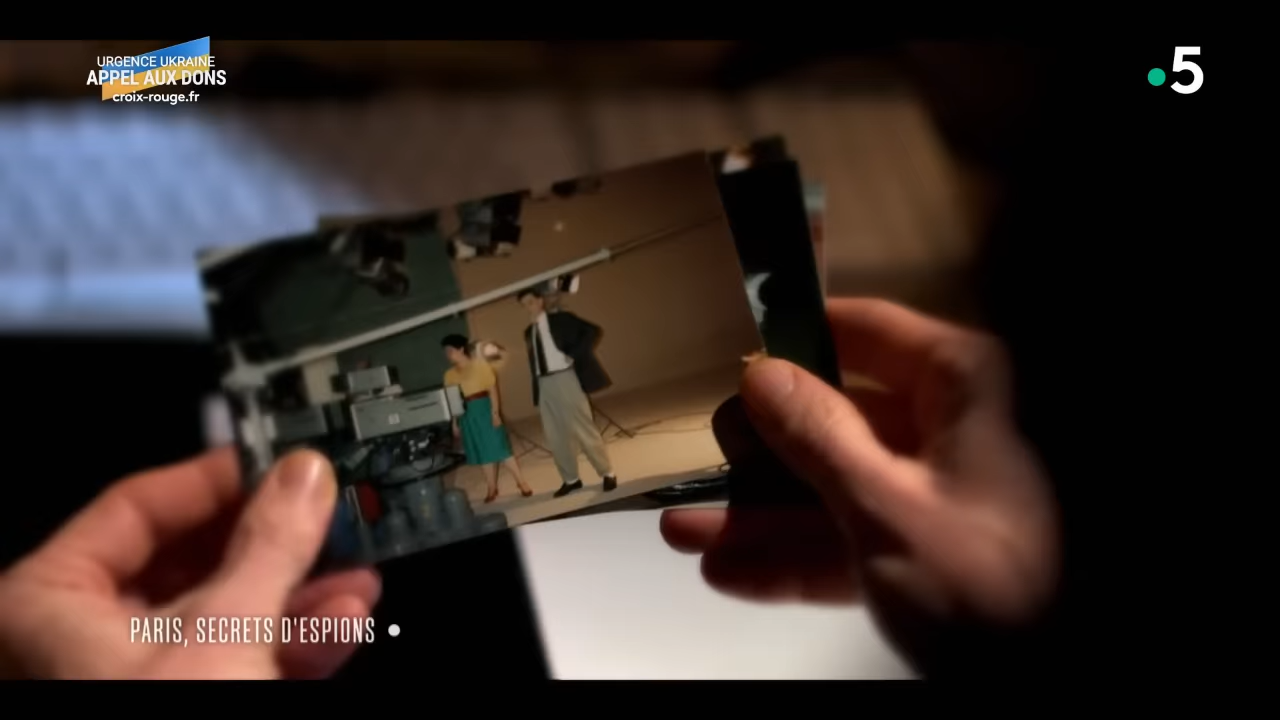 URGENCE UKRAINE
APPEL AUX DONS
croix-rouge.fr
5
PARIS, SECRETS D'ESPIONS